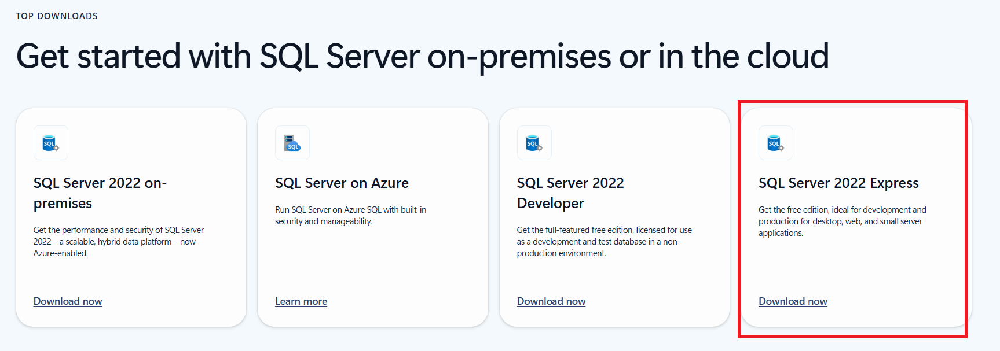 TOP DOWNLOADS
Get started with SQL Server on-premises or in the cloud
SQL
SQL Server 2022 on-
premises
Get the performance and security of SQL Server
2022—a scalable, hybrid data platform—now
Azure-enabled.
Download now
SQL
SQL Server on Azure
Run SQL Server on Azure SQL with built-in
security and manageability.
Learn more
SQL
SQL Server 2022
Developer
Get the full-featured free edition, licensed for use
as a development and test database in a non-
production environment.
Download now
SQL
SQL Server 2022 Express
Get the free edition, ideal for development and
production for desktop, web, and small server
applications.
Download now